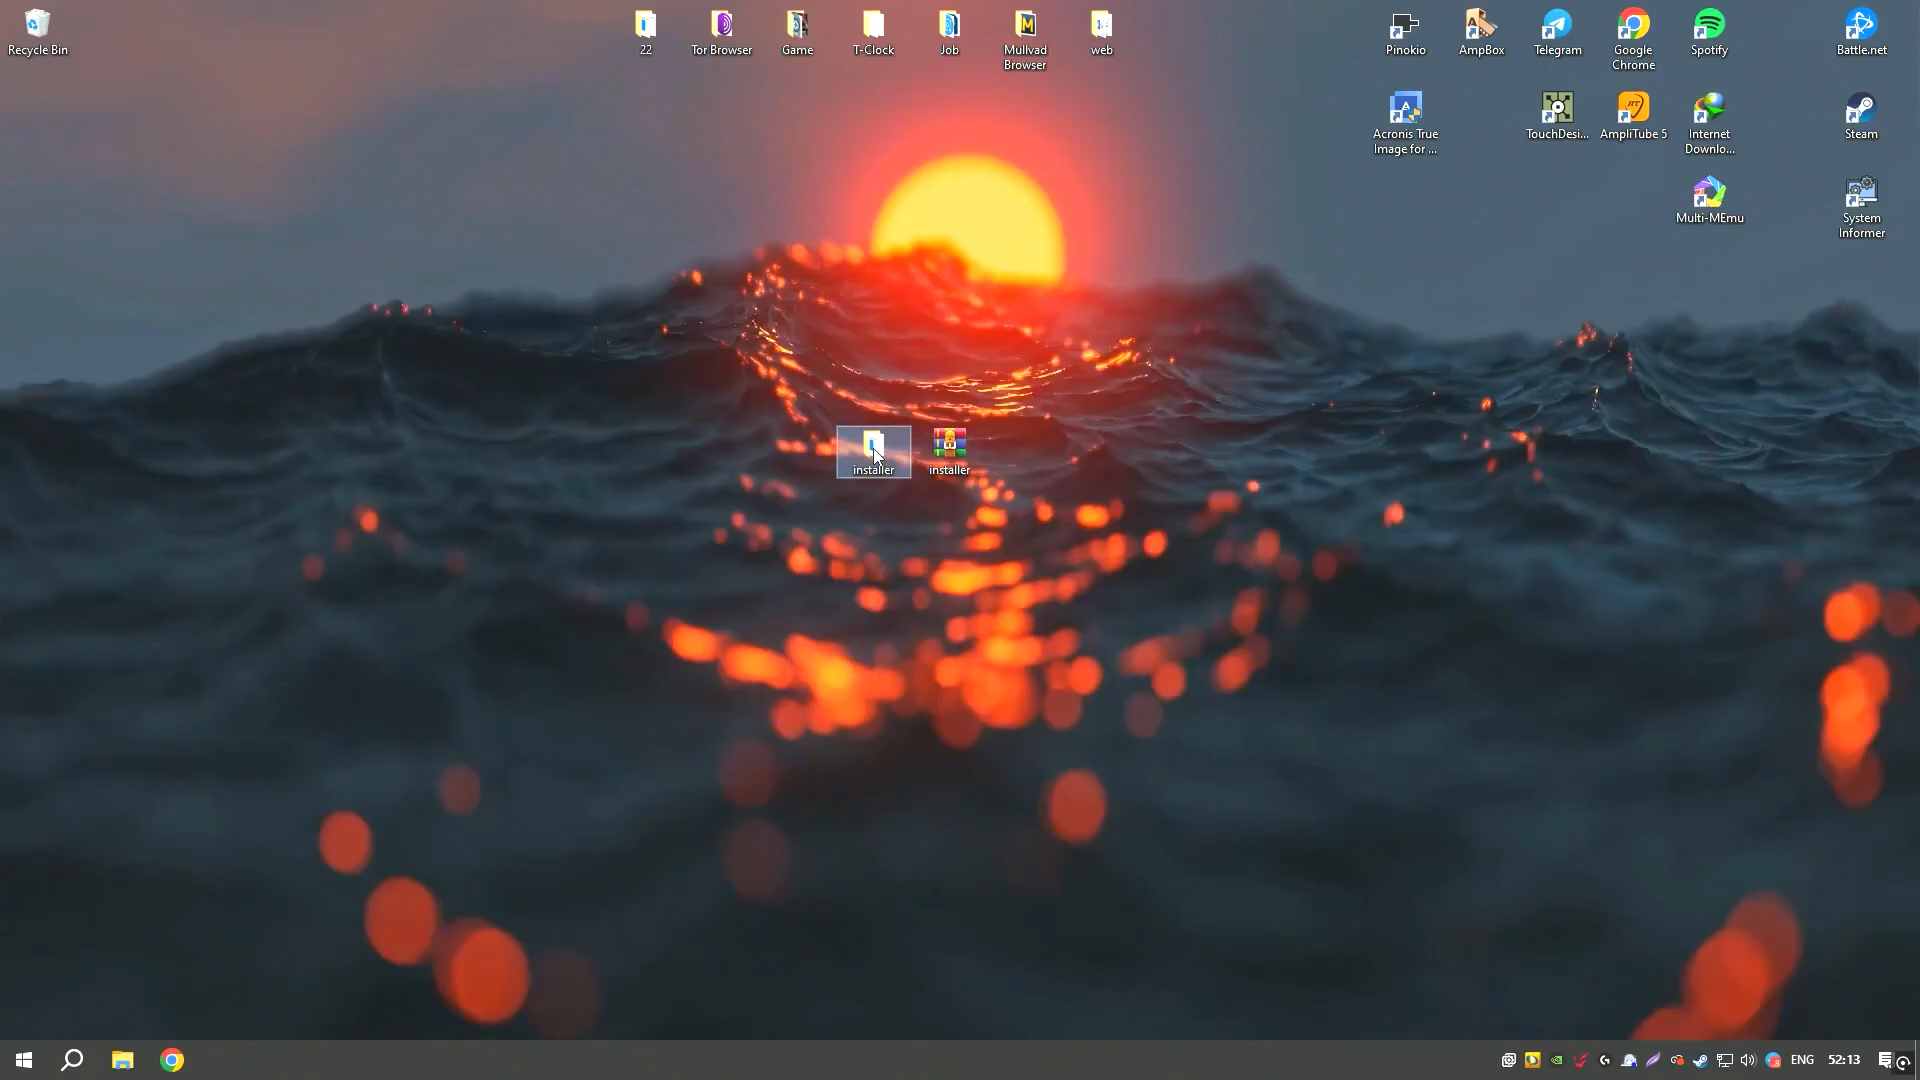 Recycle Bin
22
Tor Browser
Game
T-Clock
Job
Mullvad
Browser
web
Pinokio
AmpBox
Telegram
Google
Chrome
Spotify
Battle.net
Acronis True
Image for ...
TouchDesi...
AmpliTube 5
Internet
Downlo...
Steam
Multi-MEmu
System
Informer
installer
installer
ENG
52:13